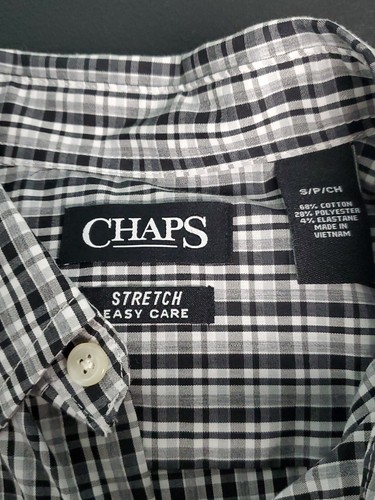 CHAPS
STRETCH
EASY CARE
S/P/CH
68% COTTON
28% POLYESTER
4% ELASTANE
MADE IN
VIETNAM